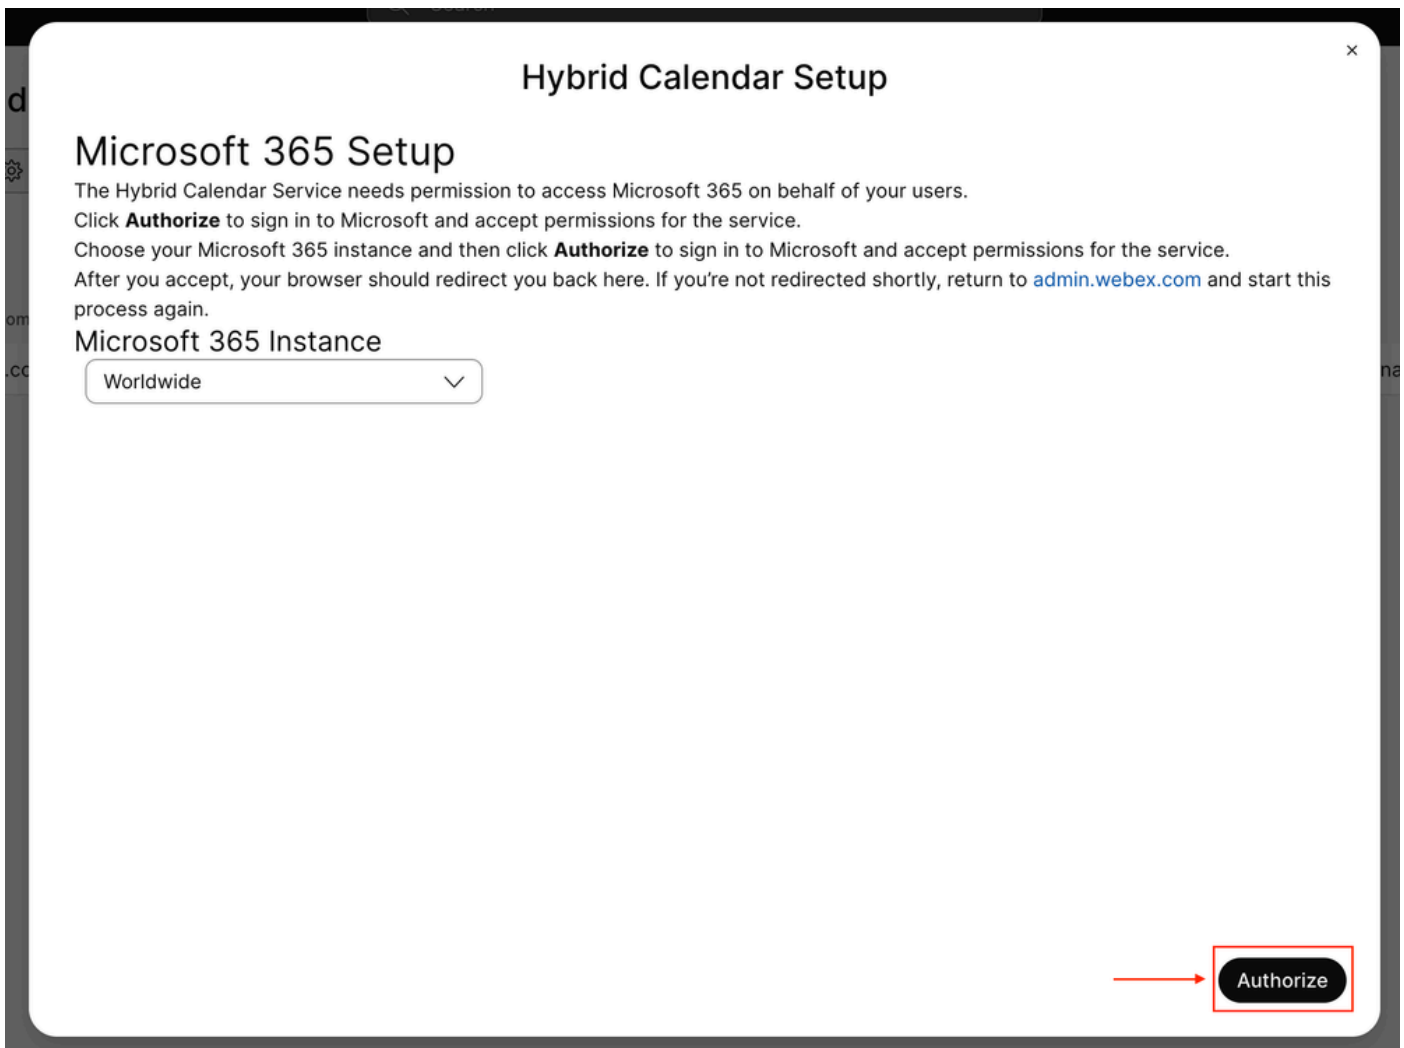 Search
×
Hybrid Calendar Setup
d
Microsoft 365 Setup
The Hybrid Calendar Service needs permission to access Microsoft 365 on behalf of your users.
Click Authorize to sign in to Microsoft and accept permissions for the service.
Choose your Microsoft 365 instance and then click Authorize to sign in to Microsoft and accept permissions for the service.
After you accept, your browser should redirect you back here. If you’re not redirected shortly, return to admin.webex.com and start this
process again.
om
Microsoft 365 Instance
.cc
Worldwide
na
Authorize